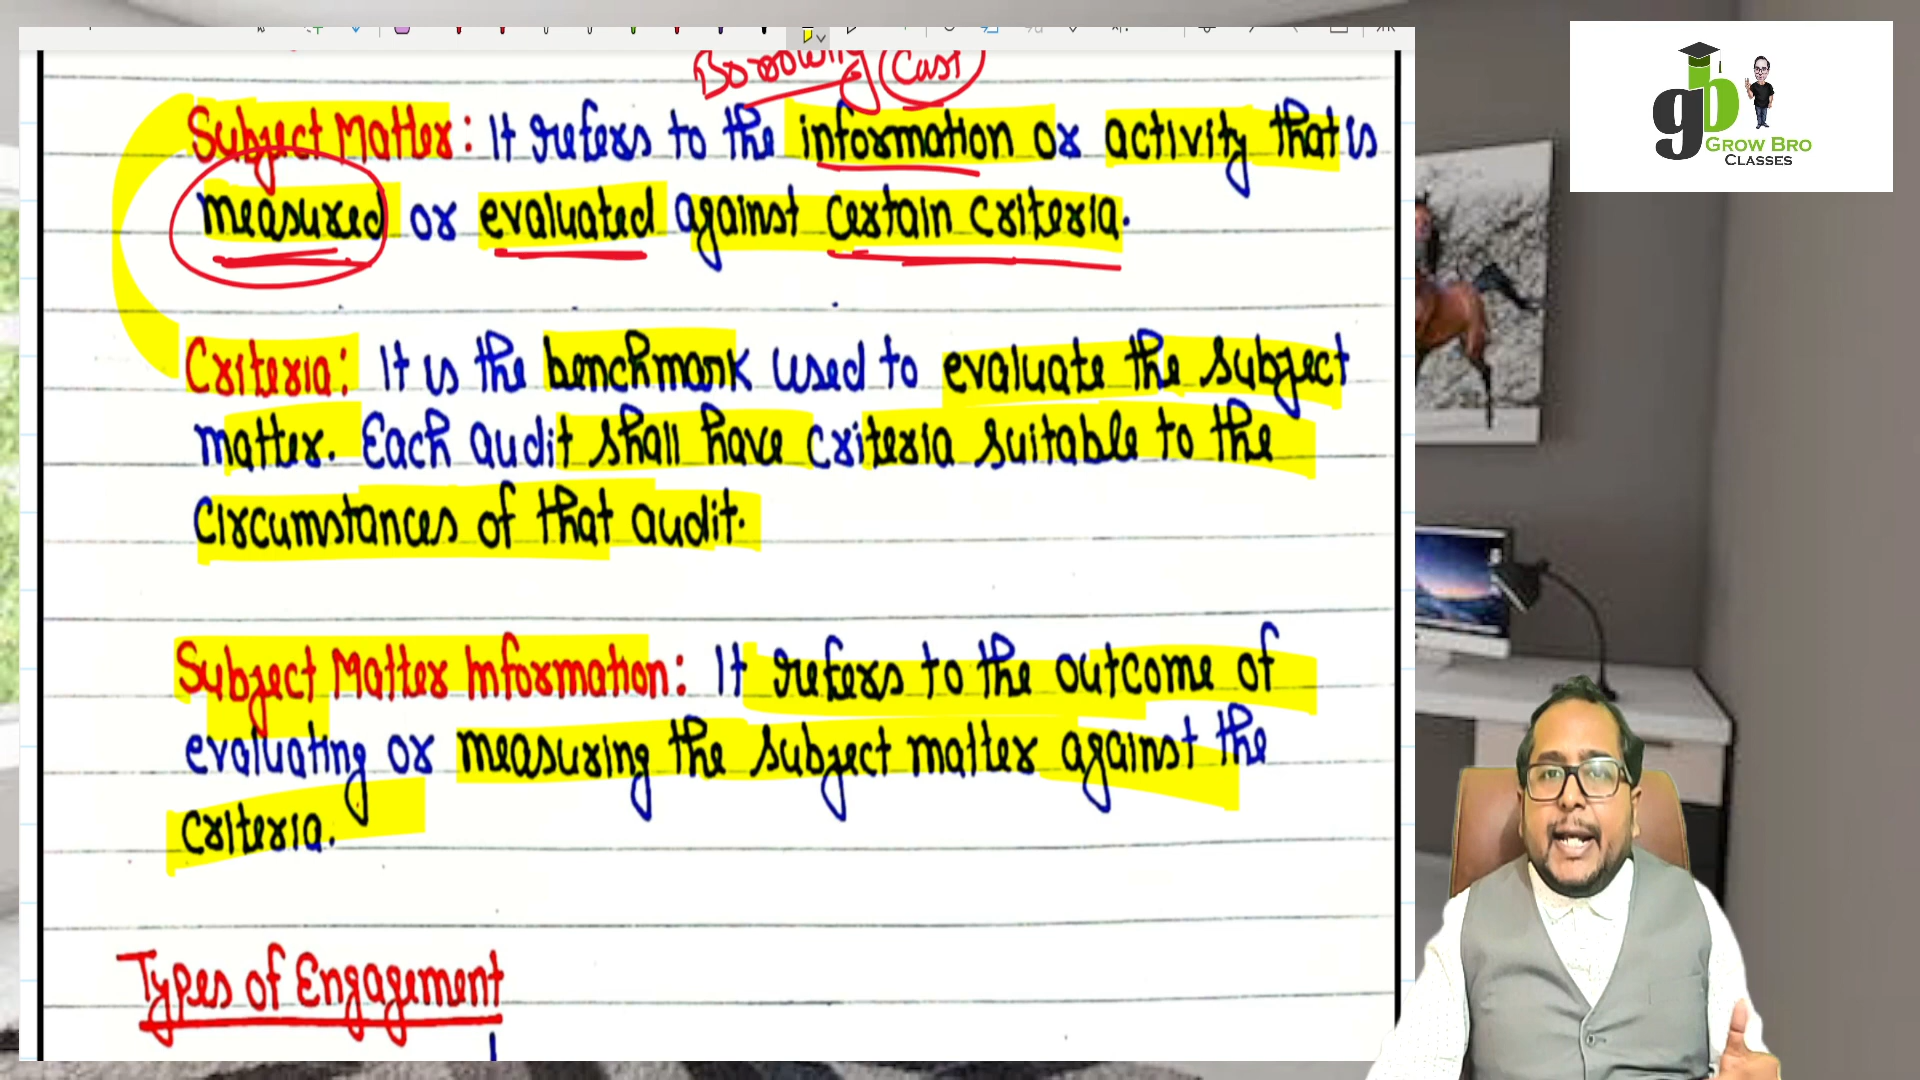 Borrowing Cost
Subject Matter: It refers to the information or activity that is
measured or evaluated against certain criteria.
Criteria: It is the benchmark used to evaluate the subject
matter. Each audit shall have criteria suitable to the
circumstances of that audit.
Subject Matter Information: It refers to the outcome of
evaluating or measuring the subject matter against the
criteria.
Types of Engagement
gb
GROW BRO
CLASSES